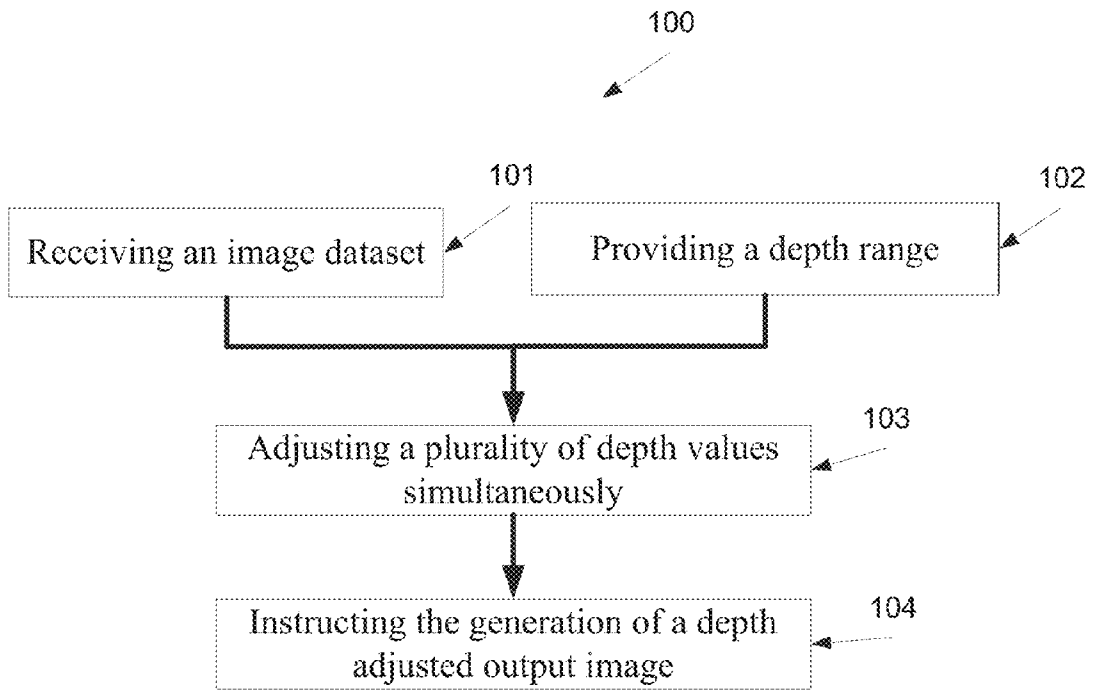 100
101
102
Receiving an image dataset
Providing a depth range
103
Adjusting a plurality of depth values
simultaneously
104
Instructing the generation of a depth
adjusted output image